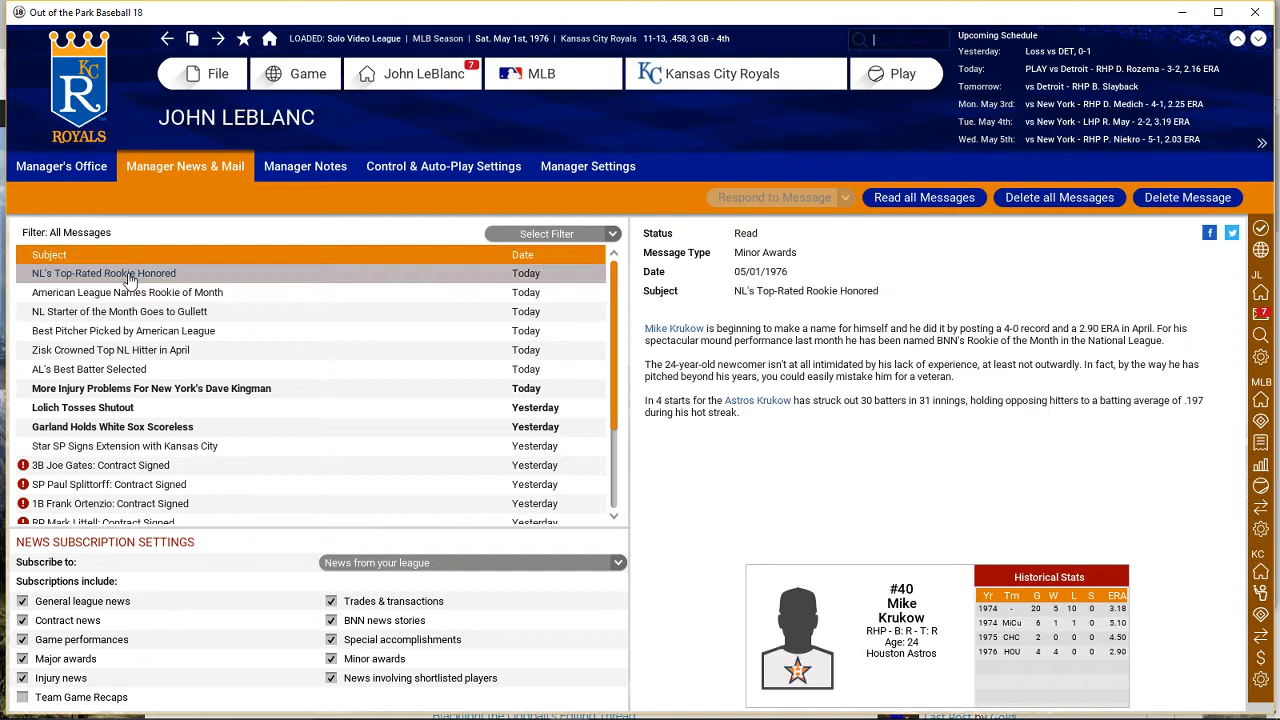 Out of the Park Baseball 18
LOADED: Solo Video League | MLB Season | Sat. May 1st, 1976 | Kansas City Royals 11-13, .458, 3 GB - 4th
Upcoming Schedule
Yesterday: Loss vs DET, 0-1
Today: PLAY vs Detroit - RHP D. Rozema - 3-2, 2.16 ERA
Tomorrow: vs Detroit - RHP B. Slayback
Mon. May 3rd: vs New York - RHP D. Medich - 4-1, 2.25 ERA
Tue. May 4th: vs New York - LHP R. May - 2-2, 3.19 ERA
Wed. May 5th: vs New York - RHP P. Niekro - 5-1, 2.03 ERA
KC
R
ROYALS
File
Game
John LeBlanc 7
MLB
KC Kansas City Royals
Play
JOHN LEBLANC
Manager's Office
Manager News & Mail
Manager Notes
Control & Auto-Play Settings
Manager Settings
Respond to Message
Read all Messages
Delete all Messages
Delete Message
Filter: All Messages
Select Filter
Subject Date
NL's Top-Rated Rookie Honored Today
American League Names Rookie of Month Today
NL Starter of the Month Goes to Gullett Today
Best Pitcher Picked by American League Today
Zisk Crowned Top NL Hitter in April Today
AL's Best Batter Selected Today
More Injury Problems For New York's Dave Kingman Today
Lolich Tosses Shutout Yesterday
Garland Holds White Sox Scoreless Yesterday
Star SP Signs Extension with Kansas City Yesterday
3B Joe Gates: Contract Signed Yesterday
SP Paul Splittorff: Contract Signed Yesterday
1B Frank Ortenzio: Contract Signed Yesterday
RP Mark Littell: Contract Signed Yesterday
NEWS SUBSCRIPTION SETTINGS
Subscribe to: News from your league
Subscriptions include:
General league news
Trades & transactions
Contract news
BNN news stories
Game performances
Special accomplishments
Major awards
Minor awards
Injury news
News involving shortlisted players
Team Game Recaps
Status Read
Message Type Minor Awards
Date 05/01/1976
Subject NL's Top-Rated Rookie Honored
Mike Krukow is beginning to make a name for himself and he did it by posting a 4-0 record and a 2.90 ERA in April. For his
spectacular mound performance last month he has been named BNN's Rookie of the Month in the National League.
The 24-year-old newcomer isn't at all intimidated by his lack of experience, at least not outwardly. In fact, by the way he has
pitched beyond his years, you could easily mistake him for a veteran.
In 4 starts for the Astros Krukow has struck out 30 batters in 31 innings, holding opposing hitters to a batting average of .197
during his hot streak.
#40
Mike
Krukow
RHP - B: R - T: R
Age: 24
Houston Astros
Historical Stats
Yr Tm G W L S ERA
1974 - 20 5 10 0 3.18
1974 MiCu 6 1 1 0 5.10
1975 CHC 2 0 0 0 4.50
1976 HOU 4 4 0 0 2.90
JL
7
MLB
KC
Last Post by Gold